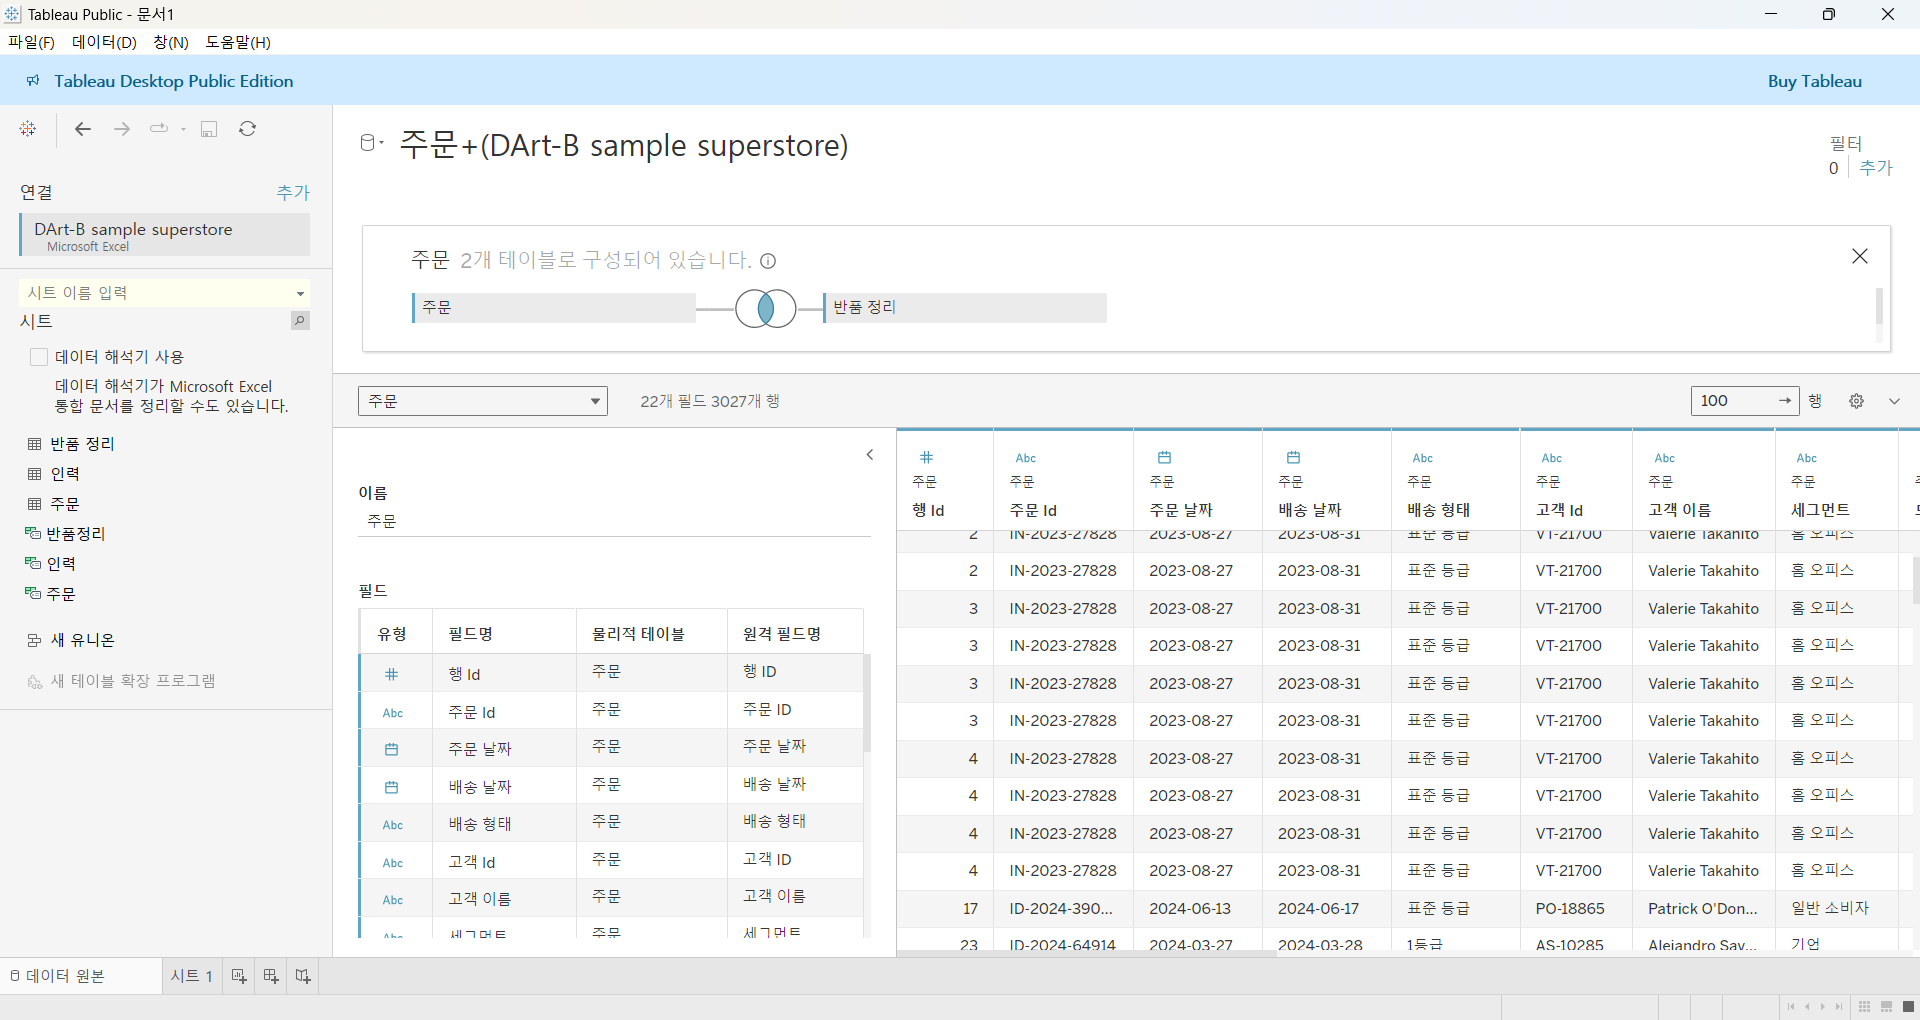 Tableau Public - 문서1
파일(F) 데이터(D) 창(N) 도움말(H)
Tableau Desktop Public Edition
Buy Tableau
연결 추가
DArt-B sample superstore
Microsoft Excel
시트 이름 입력
시트
데이터 해석기 사용
데이터 해석기가 Microsoft Excel
통합 문서를 정리할 수도 있습니다.
반품 정리
인력
주문
반품정리
인력
주문
새 유니온
새 테이블 확장 프로그램
주문+(DArt-B sample superstore)
필터
0 추가
주문 2개 테이블로 구성되어 있습니다.
주문 반품 정리
주문 22개 필드 3027개 행 100 행
이름
주문
필드
유형 필드명 물리적 테이블 원격 필드명
행 Id 주문 행 ID
Abc 주문 Id 주문 주문 ID
주문 날짜 주문 주문 날짜
배송 날짜 주문 배송 날짜
Abc 배송 형태 주문 배송 형태
Abc 고객 Id 주문 고객 ID
Abc 고객 이름 주문 고객 이름
Abc 세그먼트 주문 세그먼트
Abc Abc Abc Abc Abc
주문 주문 주문 주문 주문 주문 주문 주문
행 Id 주문 Id 주문 날짜 배송 날짜 배송 형태 고객 Id 고객 이름 세그먼트
2 IN-2023-27828 2023-08-27 2023-08-31 표준 등급 VT-21700 Valerie Takahito 홈 오피스
2 IN-2023-27828 2023-08-27 2023-08-31 표준 등급 VT-21700 Valerie Takahito 홈 오피스
3 IN-2023-27828 2023-08-27 2023-08-31 표준 등급 VT-21700 Valerie Takahito 홈 오피스
3 IN-2023-27828 2023-08-27 2023-08-31 표준 등급 VT-21700 Valerie Takahito 홈 오피스
3 IN-2023-27828 2023-08-27 2023-08-31 표준 등급 VT-21700 Valerie Takahito 홈 오피스
3 IN-2023-27828 2023-08-27 2023-08-31 표준 등급 VT-21700 Valerie Takahito 홈 오피스
4 IN-2023-27828 2023-08-27 2023-08-31 표준 등급 VT-21700 Valerie Takahito 홈 오피스
4 IN-2023-27828 2023-08-27 2023-08-31 표준 등급 VT-21700 Valerie Takahito 홈 오피스
4 IN-2023-27828 2023-08-27 2023-08-31 표준 등급 VT-21700 Valerie Takahito 홈 오피스
4 IN-2023-27828 2023-08-27 2023-08-31 표준 등급 VT-21700 Valerie Takahito 홈 오피스
17 ID-2024-390... 2024-06-13 2024-06-17 표준 등급 PO-18865 Patrick O'Don... 일반 소비자
23 ID-2024-64914 2024-03-27 2024-03-28 1등급 AS-10285 Alejandro Sav... 기업
데이터 원본 시트 1